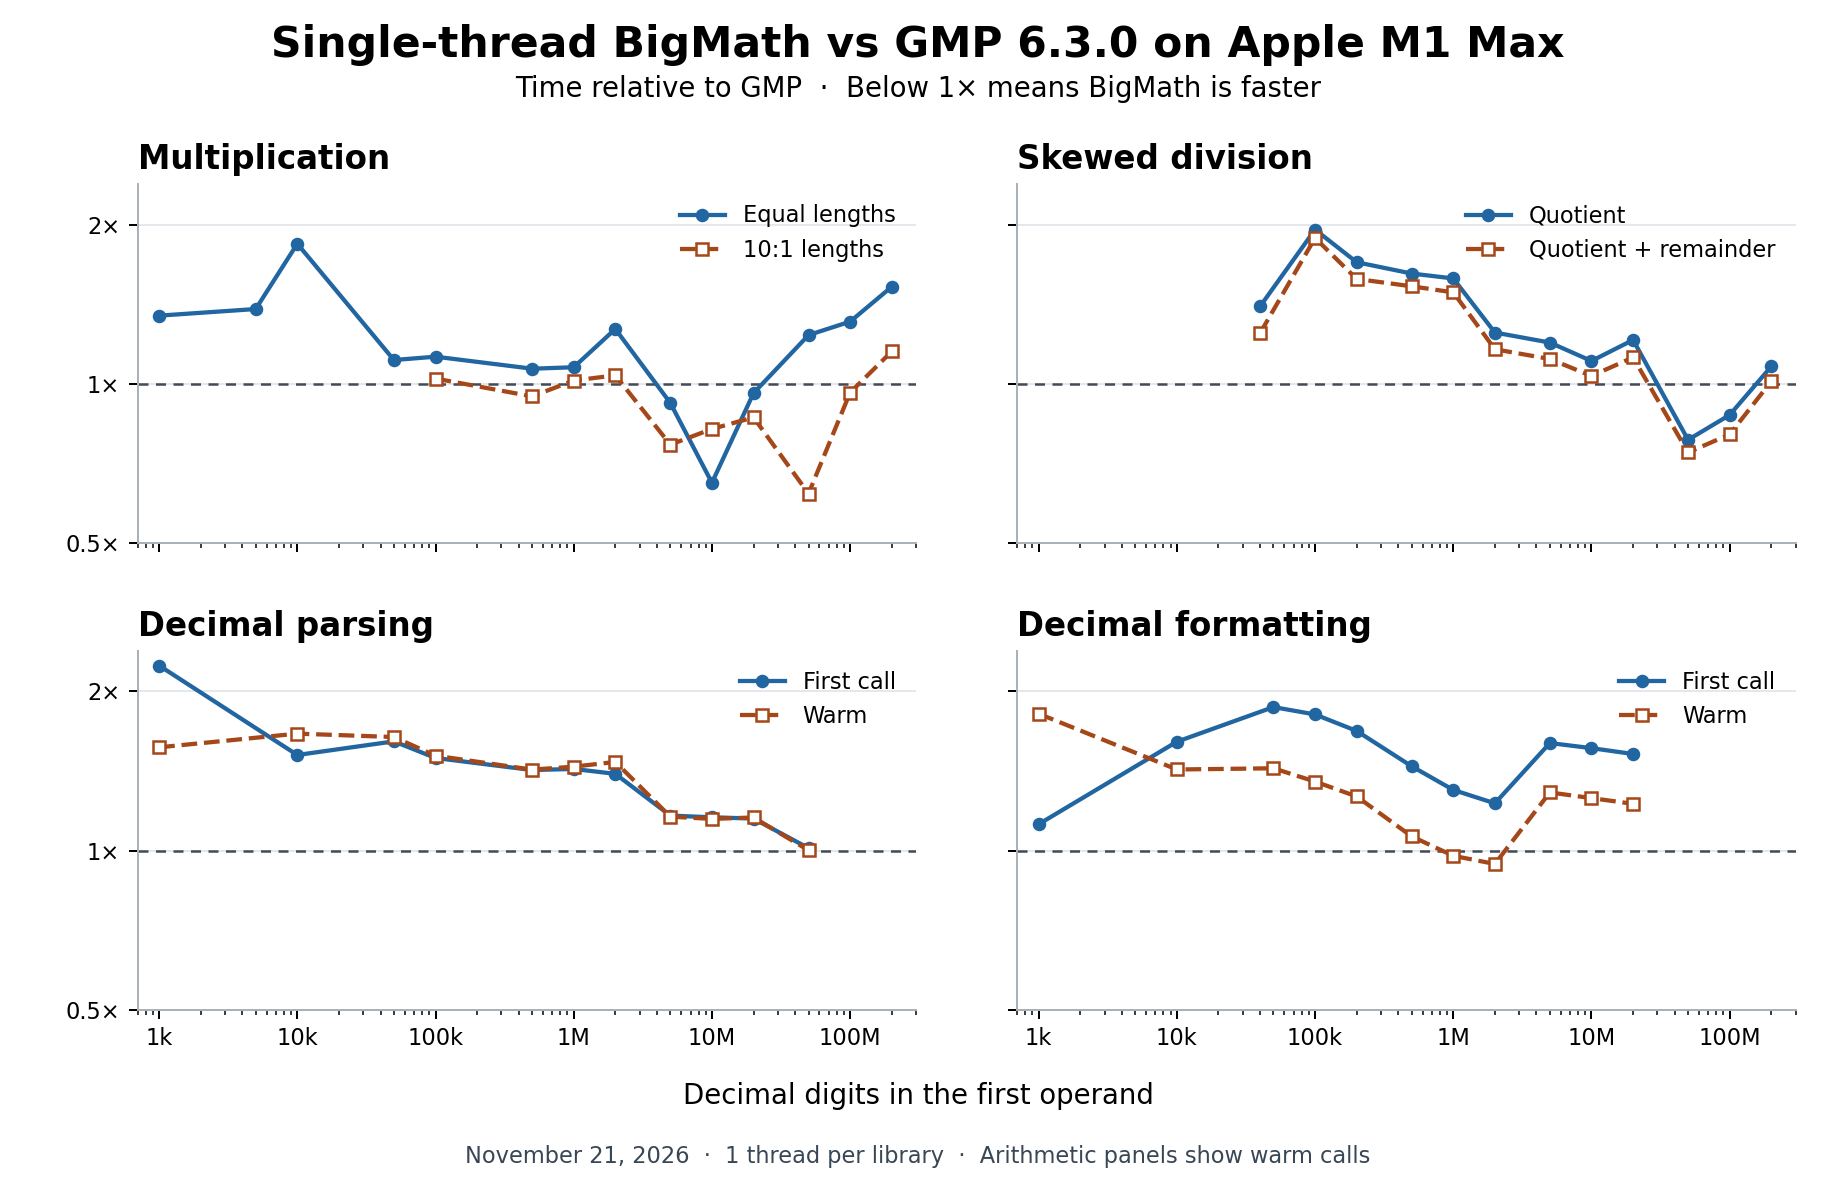 Single-thread BigMath vs GMP 6.3.0 on Apple M1 Max
Time relative to GMP · Below 1× means BigMath is faster
Multiplication
Equal lengths
10:1 lengths
2×
1×
0.5×
Skewed division
Quotient
Quotient + remainder
Decimal parsing
First call
Warm
2×
1×
0.5×
1k 10k 100k 1M 10M 100M
Decimal formatting
First call
Warm
1k 10k 100k 1M 10M 100M
Decimal digits in the first operand
November 21, 2026 · 1 thread per library · Arithmetic panels show warm calls